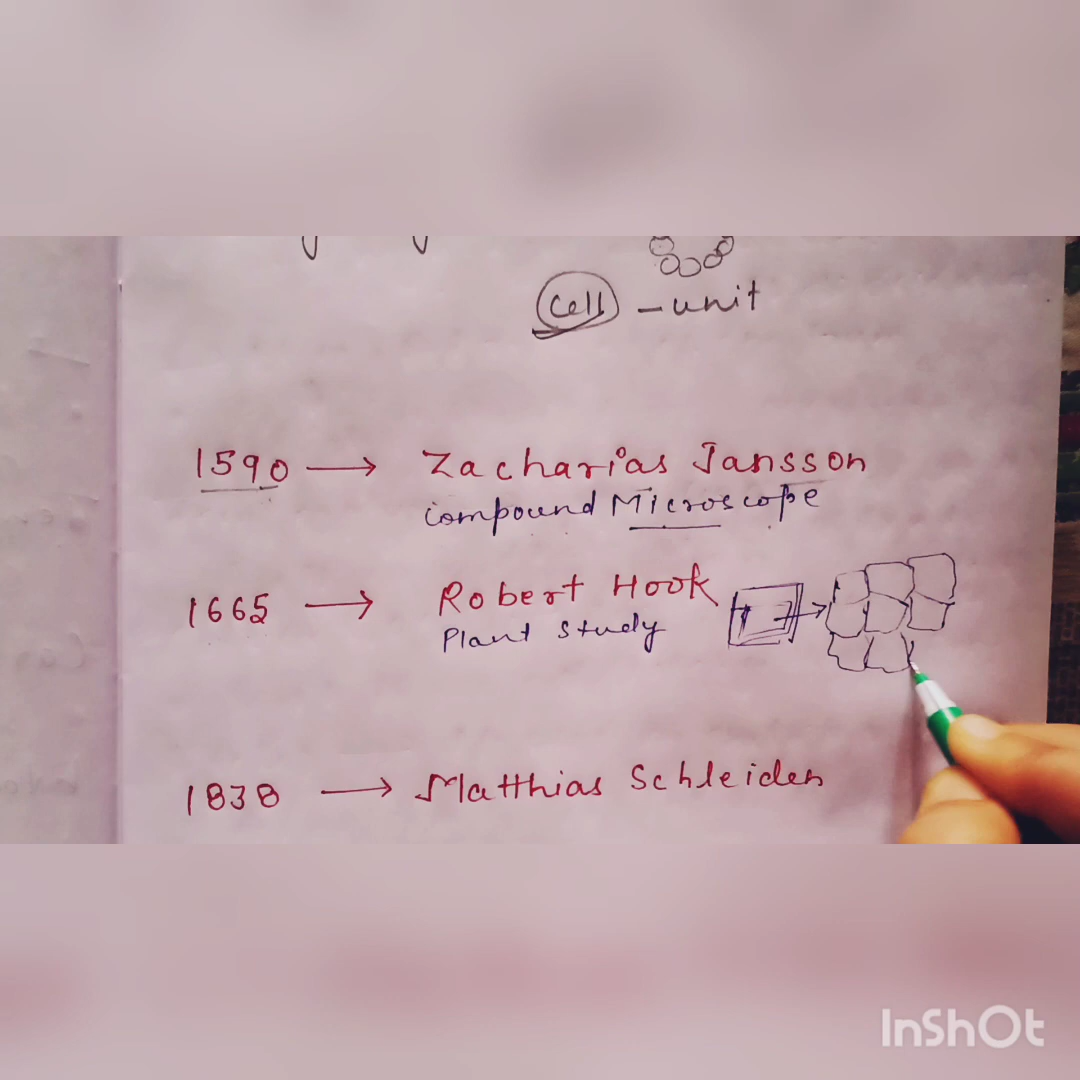 cell - unit
1590 → Zacharias Jansson
compound Microscope
1665 → Robert Hook
Plant study
1838 → Matthias Schleiden
InShOt